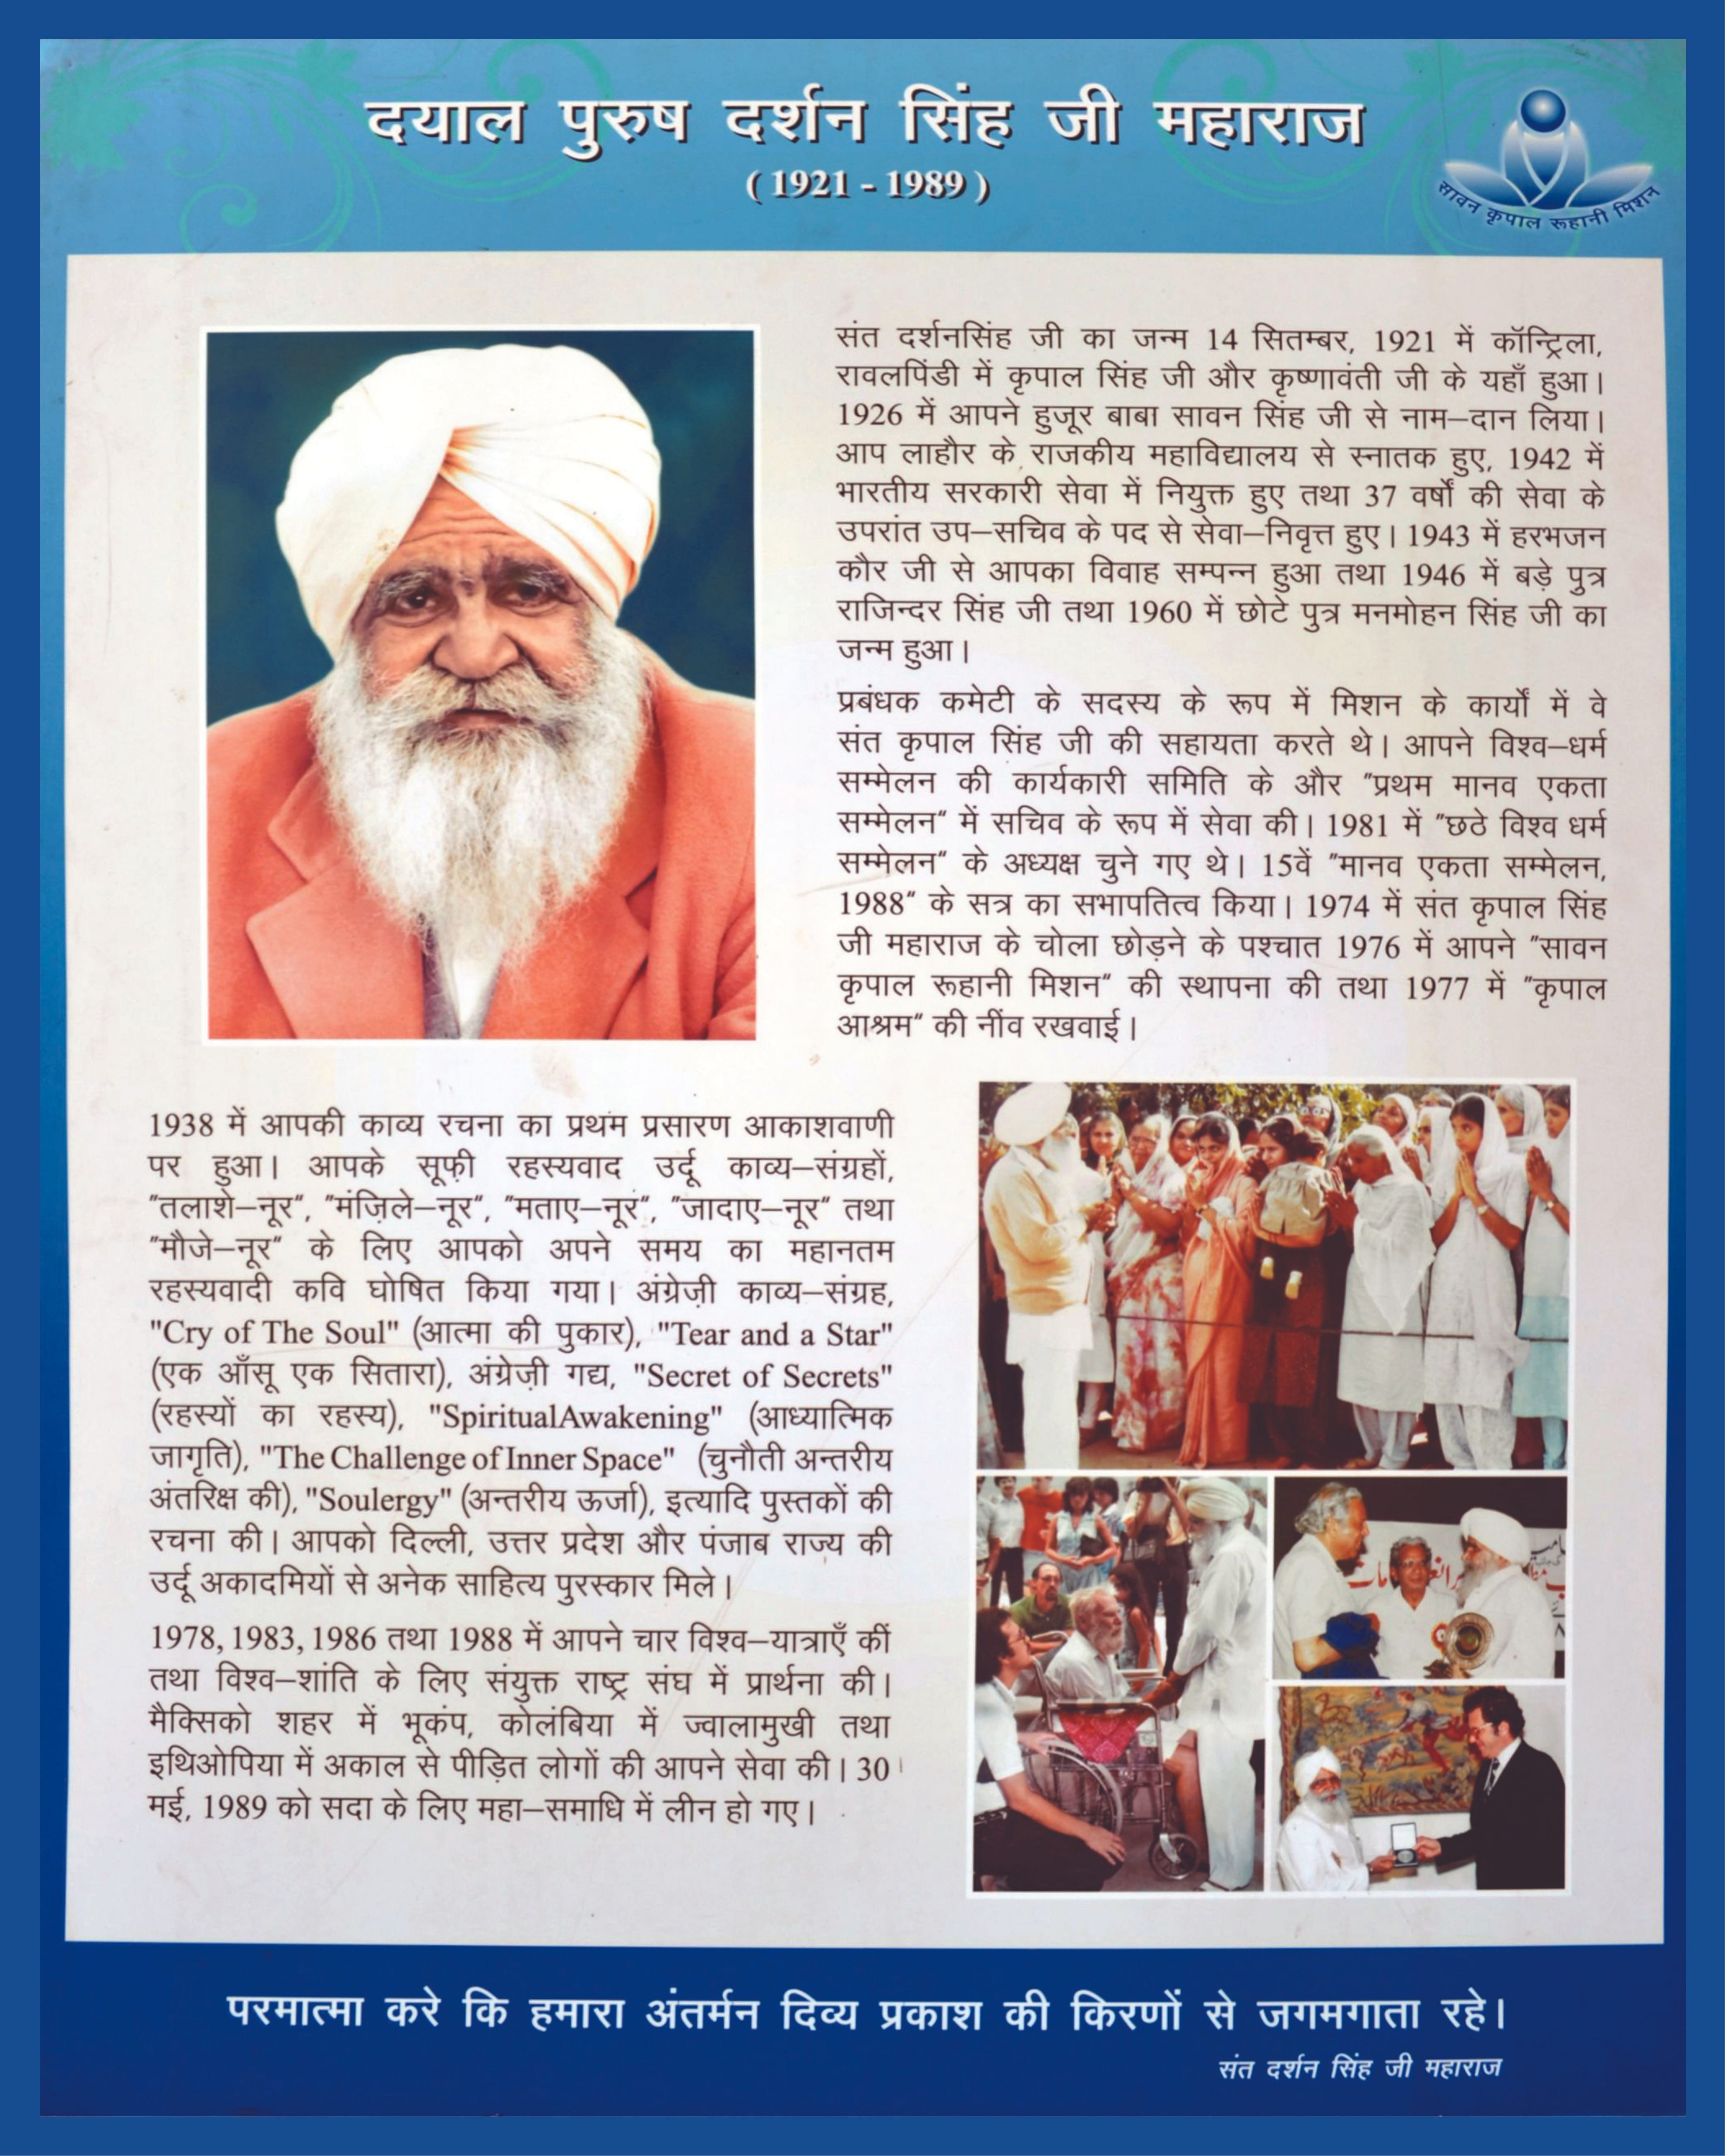 दयाल पुरुष दर्शन सिंह जी महाराज
( 1921 - 1989 )
सावन कृपाल रूहानी मिशन
संत दर्शनसिंह जी का जन्म 14 सितम्बर, 1921 में कॉन्ट्रिला,
रावलपिंडी में कृपाल सिंह जी और कृष्णावंती जी के यहाँ हुआ।
1926 में आपने हुजूर बाबा सावन सिंह जी से नाम–दान लिया।
आप लाहौर के राजकीय महाविद्यालय से स्नातक हुए, 1942 में
भारतीय सरकारी सेवा में नियुक्त हुए तथा 37 वर्षों की सेवा के
उपरांत उप–सचिव के पद से सेवा–निवृत्त हुए। 1943 में हरभजन
कौर जी से आपका विवाह सम्पन्न हुआ तथा 1946 में बड़े पुत्र
राजिन्दर सिंह जी तथा 1960 में छोटे पुत्र मनमोहन सिंह जी का
जन्म हुआ।
प्रबंधक कमेटी के सदस्य के रूप में मिशन के कार्यों में वे
संत कृपाल सिंह जी की सहायता करते थे। आपने विश्व–धर्म
सम्मेलन की कार्यकारी समिति के और "प्रथम मानव एकता
सम्मेलन" में सचिव के रूप में सेवा की। 1981 में "छठे विश्व धर्म
सम्मेलन" के अध्यक्ष चुने गए थे। 15वें "मानव एकता सम्मेलन,
1988" के सत्र का सभापतित्व किया। 1974 में संत कृपाल सिंह
जी महाराज के चोला छोड़ने के पश्चात 1976 में आपने "सावन
कृपाल रूहानी मिशन" की स्थापना की तथा 1977 में "कृपाल
आश्रम" की नींव रखवाई।
1938 में आपकी काव्य रचना का प्रथम प्रसारण आकाशवाणी
पर हुआ। आपके सूफ़ी रहस्यवाद उर्दू काव्य–संग्रहों,
"तलाशे–नूर", "मंज़िले–नूर", "मताए–नूर", "जादाए–नूर" तथा
"मौजे–नूर" के लिए आपको अपने समय का महानतम
रहस्यवादी कवि घोषित किया गया। अंग्रेज़ी काव्य–संग्रह,
"Cry of The Soul" (आत्मा की पुकार), "Tear and a Star"
(एक आँसू एक सितारा), अंग्रेज़ी गद्य, "Secret of Secrets"
(रहस्यों का रहस्य), "SpiritualAwakening" (आध्यात्मिक
जागृति), "The Challenge of Inner Space" (चुनौती अन्तरीय
अंतरिक्ष की), "Soulergy" (अन्तरीय ऊर्जा), इत्यादि पुस्तकों की
रचना की। आपको दिल्ली, उत्तर प्रदेश और पंजाब राज्य की
उर्दू अकादमियों से अनेक साहित्य पुरस्कार मिले।
1978, 1983, 1986 तथा 1988 में आपने चार विश्व–यात्राएँ कीं
तथा विश्व–शांति के लिए संयुक्त राष्ट्र संघ में प्रार्थना की।
मैक्सिको शहर में भूकंप, कोलंबिया में ज्वालामुखी तथा
इथिओपिया में अकाल से पीड़ित लोगों की आपने सेवा की। 30
मई, 1989 को सदा के लिए महा–समाधि में लीन हो गए।
परमात्मा करे कि हमारा अंतर्मन दिव्य प्रकाश की किरणों से जगमगाता रहे।
संत दर्शन सिंह जी महाराज